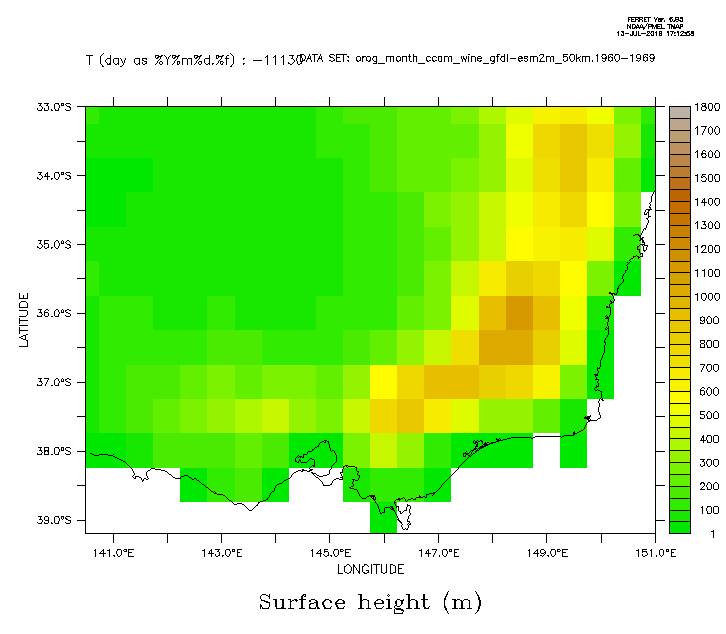 FERRET Ver. 6.93
NOAA/PMEL TMAP
13-JUL-2018 17:12:58
T (day as %Y%m%d.%f) : -11130
DATA SET: orog_month_ccam_wine_gfdl-esm2m_50km.1960-1969
33.0°S
34.0°S
35.0°S
36.0°S
37.0°S
38.0°S
39.0°S
LATITUDE
141.0°E 143.0°E 145.0°E 147.0°E 149.0°E 151.0°E
LONGITUDE
1800
1700
1600
1500
1400
1300
1200
1100
1000
900
800
700
600
500
400
300
200
100
1
Surface height (m)